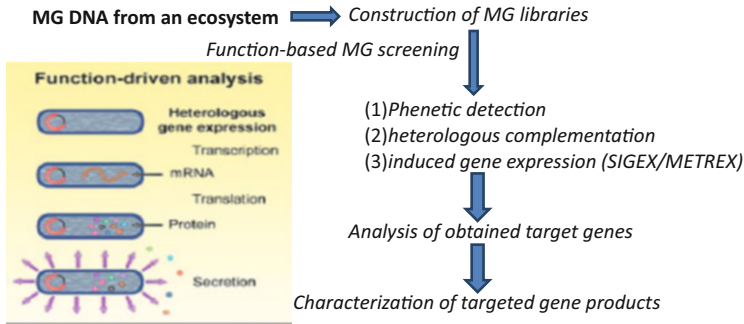 MG DNA from an ecosystem
Construction of MG libraries
Function-based MG screening
Function-driven analysis
Heterologous
gene expression
Transcription
mRNA
Translation
Protein
Secretion
(1)Phenetic detection
(2)heterologous complementation
(3)induced gene expression (SIGEX/METREX)
Analysis of obtained target genes
Characterization of targeted gene products